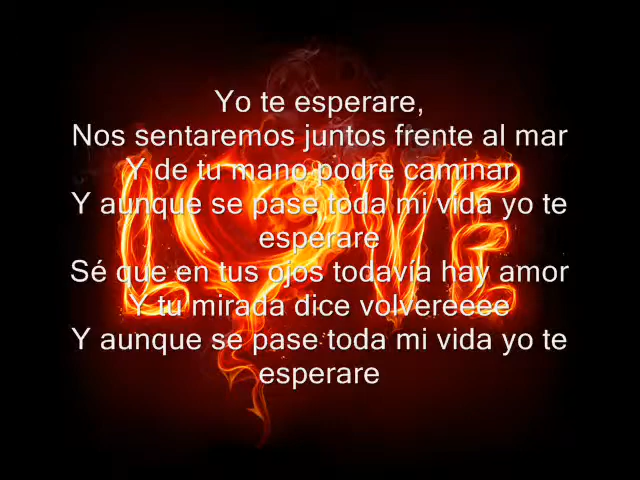 Yo te esperare,
Nos sentaremos juntos frente al mar
Y de tu mano podre caminar
Y aunque se pase toda mi vida yo te
esperare
Sé que en tus ojos todavía hay amor
Y tu mirada dice volvereeee
Y aunque se pase toda mi vida yo te
esperare
LOVE